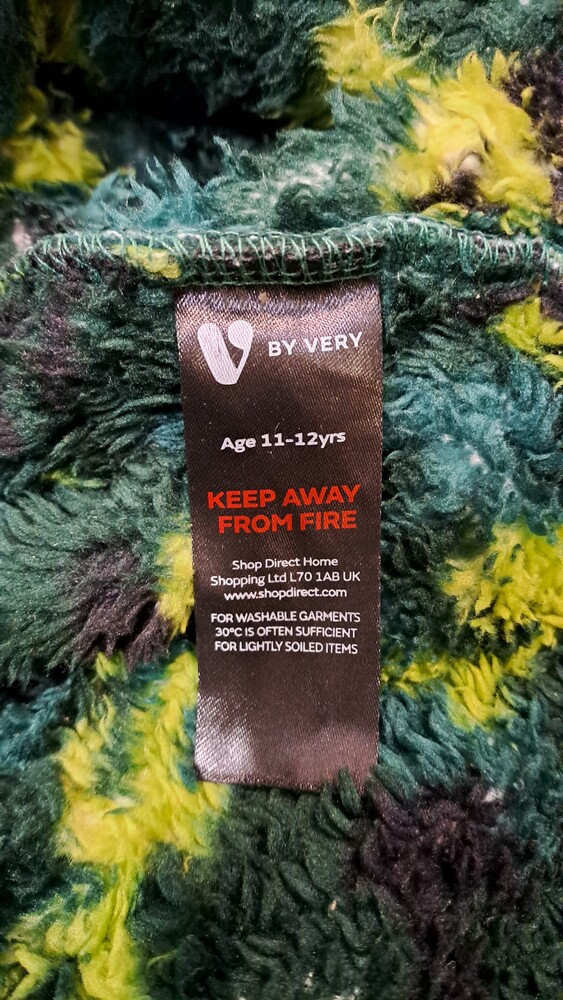 V BY VERY
Age 11-12yrs
KEEP AWAY
FROM FIRE
Shop Direct Home
Shopping Ltd L70 1AB UK
www.shopdirect.com
FOR WASHABLE GARMENTS
30°C IS OFTEN SUFFICIENT
FOR LIGHTLY SOILED ITEMS